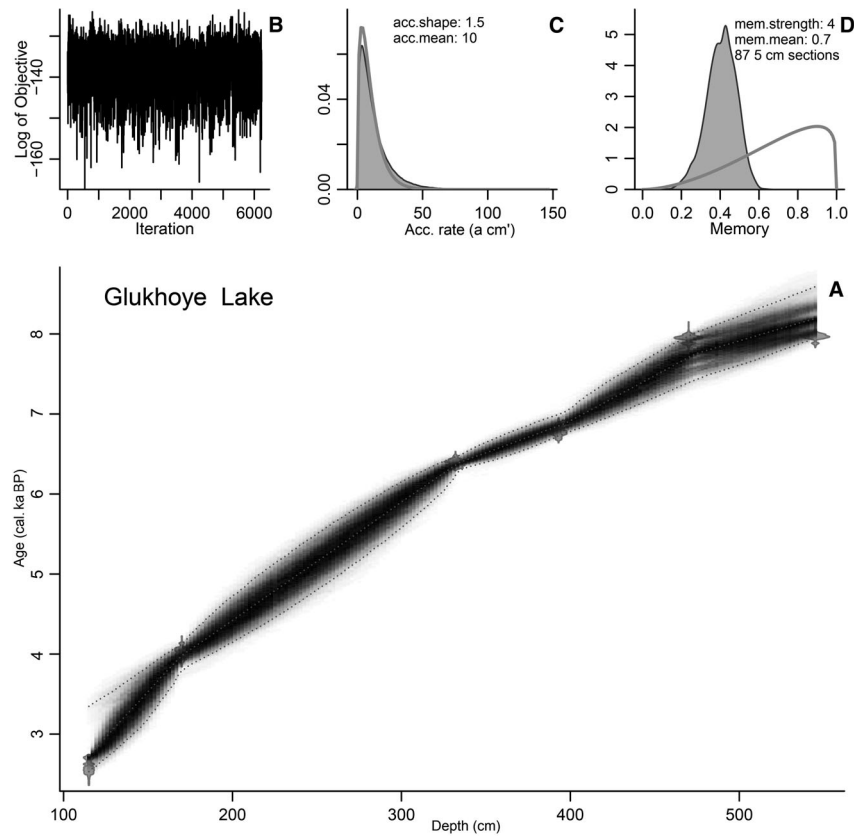 B
Log of Objective
−140
−160
0
2000
4000
6000
Iteration
C
acc.shape: 1.5
acc.mean: 10
0.04
0.00
0
50
100
150
Acc. rate (a cm')
D
mem.strength: 4
mem.mean: 0.7
87 5 cm sections
5
4
3
2
1
0
0.0
0.2
0.4
0.6
0.8
1.0
Memory
A
Glukhoye Lake
Age (cal. ka BP)
8
7
6
5
4
3
100
200
300
400
500
Depth (cm)